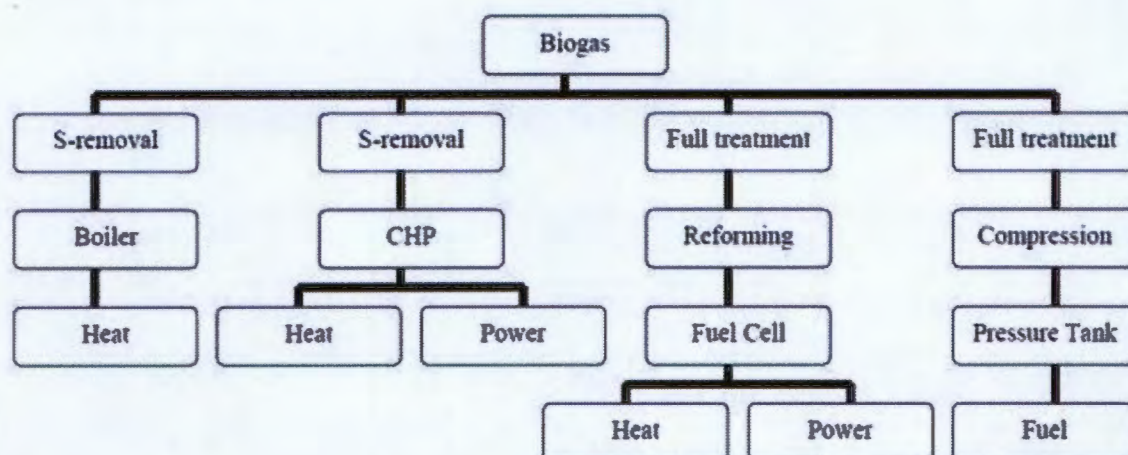 Biogas
S-removal
S-removal
Full treatment
Full treatment
Boiler
CHP
Reforming
Compression
Heat
Heat
Power
Fuel Cell
Pressure Tank
Heat
Power
Fuel